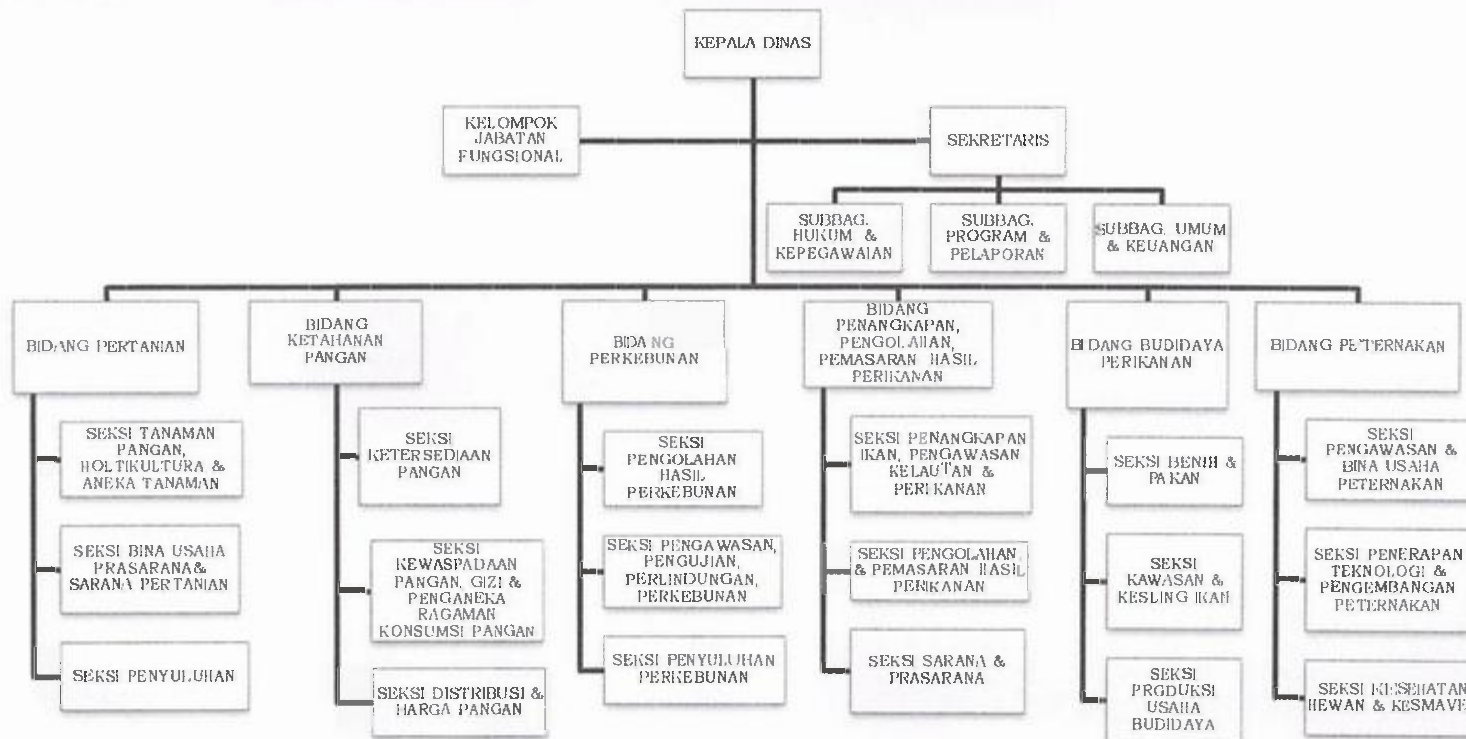 KEPALA DINAS
KELOMPOK
JABATAN
FUNGSIONAL
SEKRETARIS
SUBBAG.
HUKUM &
KEPEGAWAIAN
SUBBAG.
PROGRAM &
PELAPORAN
SUBBAG. UMUM
& KEUANGAN
BIDANG PERTANIAN
BIDANG
KETAHANAN
PANGAN
BIDANG
PERKEBUNAN
BIDANG
PENANGKAPAN,
PENGOLAHAN,
PEMASARAN HASIL
PERIKANAN
BIDANG BUDIDAYA
PERIKANAN
BIDANG PETERNAKAN
SEKSI TANAMAN
PANGAN,
HOLTIKULTURA &
ANEKA TANAMAN
SEKSI BINA USAHA
PRASARANA &
SARANA PERTANIAN
SEKSI PENYULUHAN
SEKSI
KETERSEDIAAN
PANGAN
SEKSI
KEWASPADAAN
PANGAN, GIZI &
PENGANEKA
RAGAMAN
KONSUMSI PANGAN
SEKSI DISTRIBUSI &
HARGA PANGAN
SEKSI
PENGOLAHAN
HASIL
PERKEBUNAN
SEKSI PENGAWASAN,
PENGUJIAN,
PERLINDUNGAN,
PERKEBUNAN
SEKSI PENYULUHAN
PERKEBUNAN
SEKSI PENANGKAPAN
IKAN, PENGAWASAN
KELAUTAN &
PERIKANAN
SEKSI PENGOLAHAN
& PEMASARAN HASIL
PERIKANAN
SEKSI SARANA &
PRASARANA
SEKSI BENIH &
PAKAN
SEKSI
KAWASAN &
KESLING IKAN
SEKSI
PRODUKSI
USAHA
BUDIDAYA
SEKSI
PENGAWASAN &
BINA USAHA
PETERNAKAN
SEKSI PENERAPAN
TEKNOLOGI &
PENGEMBANGAN
PETERNAKAN
SEKSI KESEHATAN
HEWAN & KESMAVE